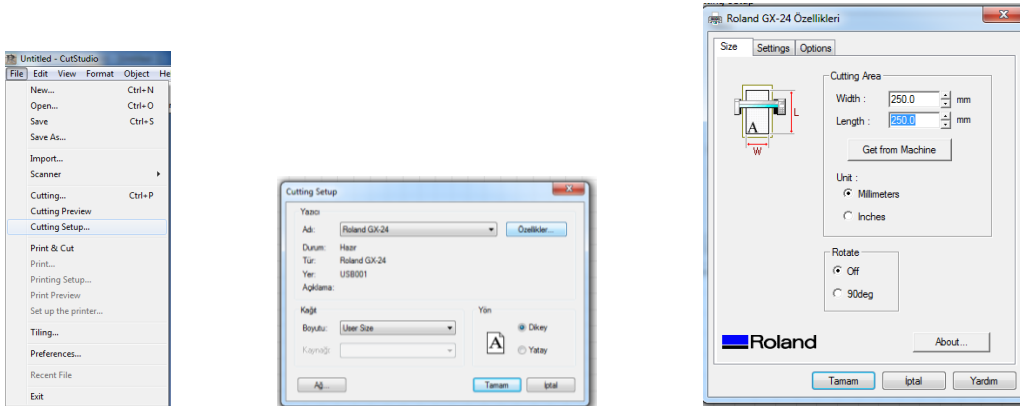 Untitled - CutStudio
File Edit View Format Object He
New... Ctrl+N
Open... Ctrl+O
Save Ctrl+S
Save As...
Import...
Scanner
Cutting... Ctrl+P
Cutting Preview
Cutting Setup...
Print & Cut
Print...
Printing Setup...
Print Preview
Set up the printer...
Tiling...
Preferences...
Recent File
Exit
Cutting Setup
Yazıcı
Adı: Roland GX-24 Özellikler...
Durum: Hazır
Tür: Roland GX-24
Yer: USB001
Açıklama:
Kağıt
Boyutu: User Size
Kaynağı:
Yön
A
Dikey
Yatay
Ağ...
Tamam İptal
Roland GX-24 Özellikleri
Size Settings Options
A
L
W
Cutting Area
Width : 250.0 mm
Length : 250.0 mm
Get from Machine
Unit :
Millimeters
Inches
Rotate
Off
90deg
Roland
About...
Tamam İptal Yardım